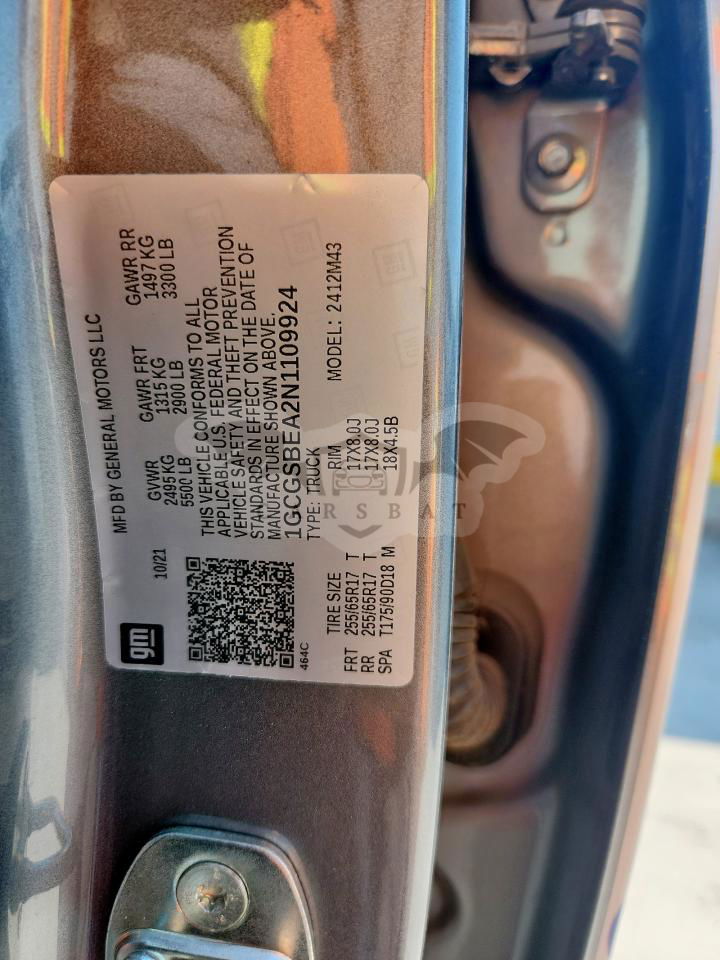 MFD BY GENERAL MOTORS LLC
10/21 GVWR GAWR FRT GAWR RR
2495 KG 1315 KG 1497 KG
5500 LB 2900 LB 3300 LB
THIS VEHICLE CONFORMS TO ALL
APPLICABLE U.S. FEDERAL MOTOR
VEHICLE SAFETY AND THEFT PREVENTION
STANDARDS IN EFFECT ON THE DATE OF
MANUFACTURE SHOWN ABOVE.
1GCGSBEA2N1109924
TYPE: TRUCK MODEL: 2412M43
464C
TIRE SIZE RIM
FRT 255/65R17 T 17X8.0J
RR 255/65R17 T 17X8.0J
SPA T175/90D18 M 18X4.5B
gm
RSBAT